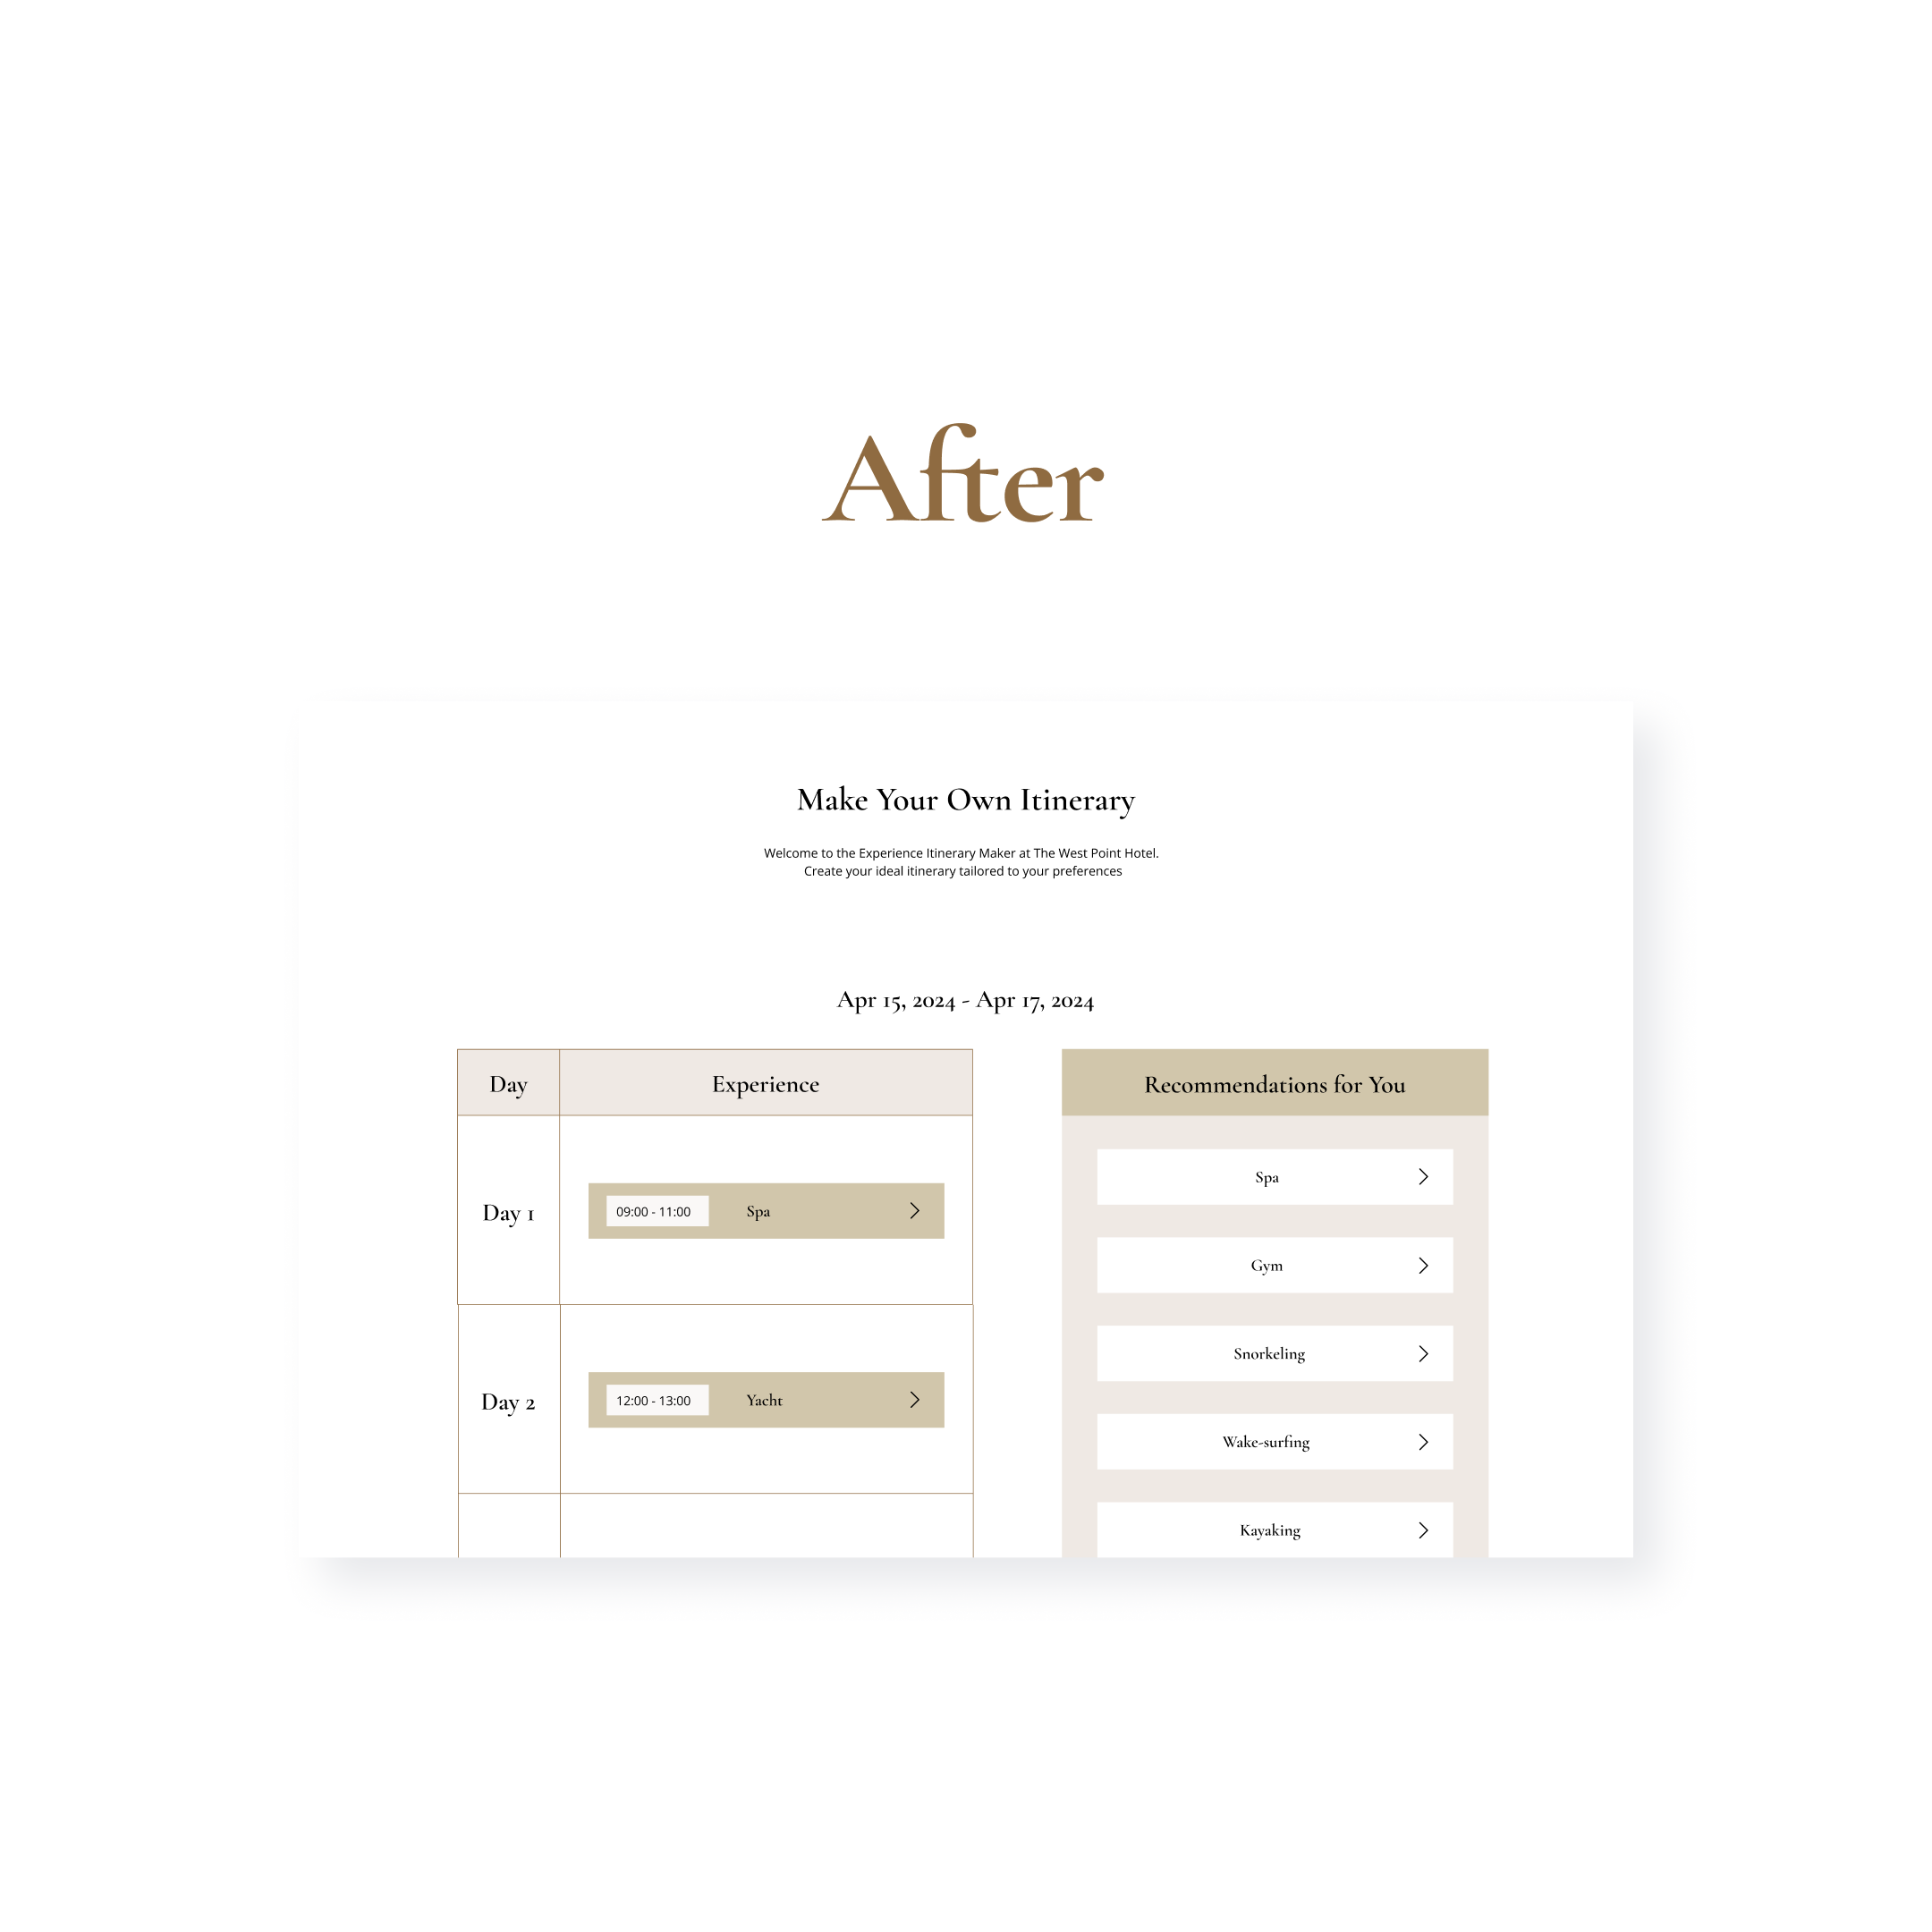 After
Make Your Own Itinerary
Welcome to the Experience Itinerary Maker at The West Point Hotel.
Create your ideal itinerary tailored to your preferences
Apr 15, 2024 - Apr 17, 2024
Day Experience
Day 1
09:00 - 11:00 Spa
Day 2
12:00 - 13:00 Yacht
Recommendations for You
Spa
Gym
Snorkeling
Wake-surfing
Kayaking